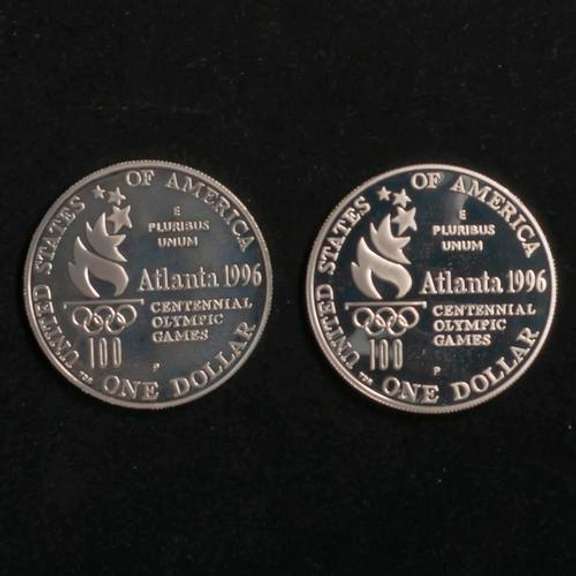 UNITED STATES OF AMERICA
E
PLURIBUS
UNUM
Atlanta 1996
CENTENNIAL
OLYMPIC
GAMES
100
P
ONE DOLLAR
UNITED STATES OF AMERICA
E
PLURIBUS
UNUM
Atlanta 1996
CENTENNIAL
OLYMPIC
GAMES
100
P
ONE DOLLAR